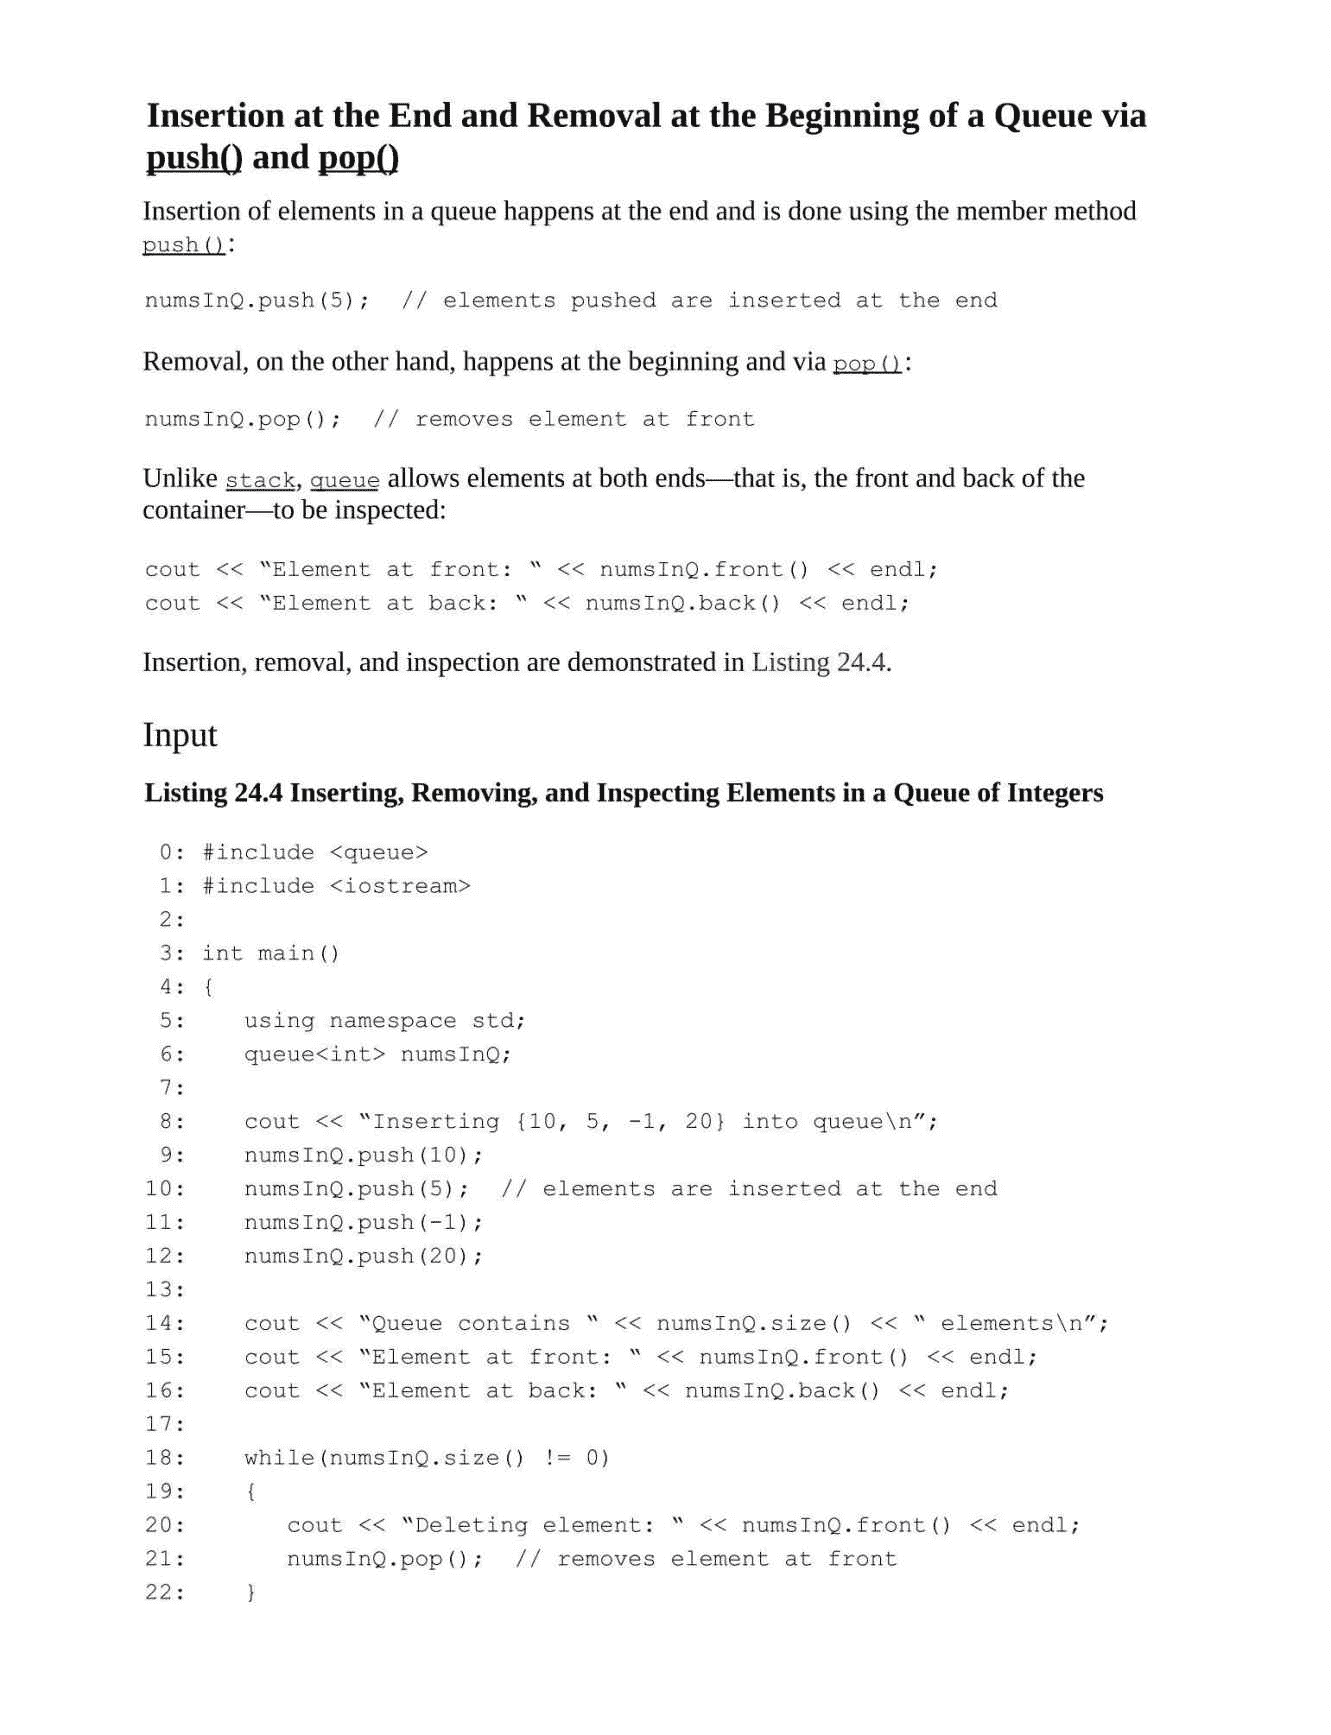 Insertion at the End and Removal at the Beginning of a Queue via
push() and pop()
Insertion of elements in a queue happens at the end and is done using the member method
push():
numsInQ.push(5);  // elements pushed are inserted at the end
Removal, on the other hand, happens at the beginning and via pop():
numsInQ.pop();  // removes element at front
Unlike stack, queue allows elements at both ends—that is, the front and back of the
container—to be inspected:
cout << “Element at front: “ << numsInQ.front() << endl;
cout << “Element at back: “ << numsInQ.back() << endl;
Insertion, removal, and inspection are demonstrated in Listing 24.4.
Input
Listing 24.4 Inserting, Removing, and Inspecting Elements in a Queue of Integers
0: #include <queue>
1: #include <iostream>
2:
3: int main()
4: {
5:    using namespace std;
6:    queue<int> numsInQ;
7:
8:    cout << “Inserting {10, 5, -1, 20} into queue\n”;
9:    numsInQ.push(10);
10:    numsInQ.push(5);  // elements are inserted at the end
11:    numsInQ.push(-1);
12:    numsInQ.push(20);
13:
14:    cout << “Queue contains “ << numsInQ.size() << “ elements\n”;
15:    cout << “Element at front: “ << numsInQ.front() << endl;
16:    cout << “Element at back: “ << numsInQ.back() << endl;
17:
18:    while(numsInQ.size() != 0)
19:    {
20:       cout << “Deleting element: “ << numsInQ.front() << endl;
21:       numsInQ.pop();  // removes element at front
22:    }